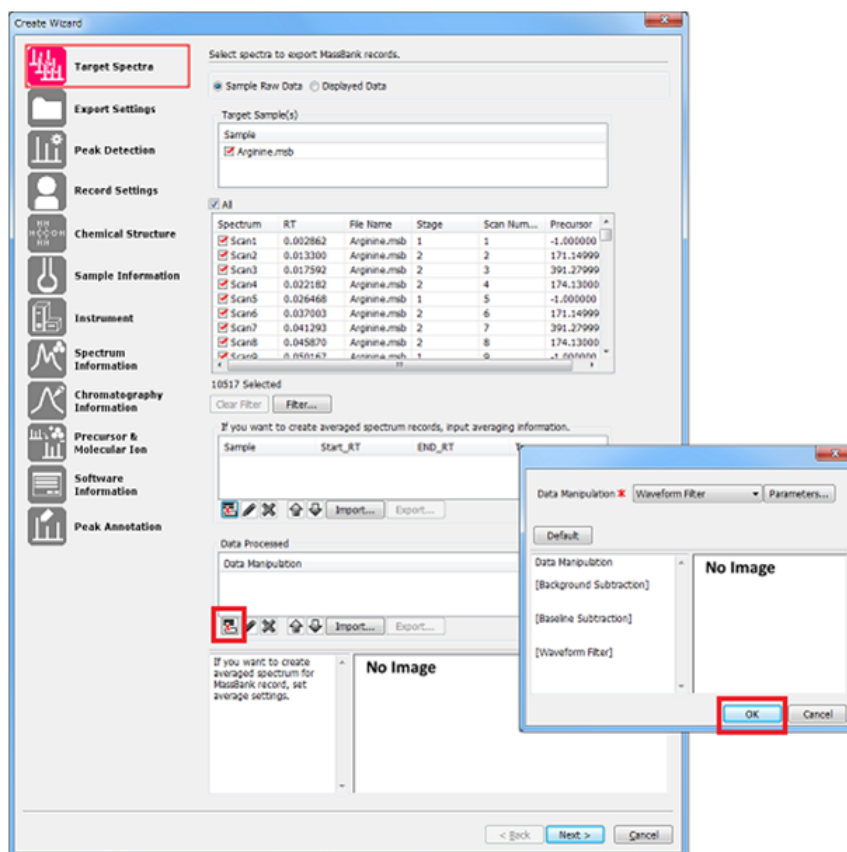 Create Wizard
Target Spectra
Export Settings
Peak Detection
Record Settings
Chemical Structure
Sample Information
Instrument
Spectrum
Information
Chromatography
Information
Precursor &
Molecular Ion
Software
Information
Peak Annotation
Select spectra to export MassBank records.
Sample Raw Data Displayed Data
Target Sample(s)
Sample
Arginine.msb
All
Spectrum RT File Name Stage Scan Num... Precursor
Scan1 0.002862 Arginine.msb 1 1 -1.000000
Scan2 0.013300 Arginine.msb 2 2 171.14999
Scan3 0.017592 Arginine.msb 2 3 391.27999
Scan4 0.022182 Arginine.msb 2 4 174.13000
Scan5 0.026468 Arginine.msb 1 5 -1.000000
Scan6 0.037003 Arginine.msb 2 6 171.14999
Scan7 0.041293 Arginine.msb 2 7 391.27999
Scan8 0.045870 Arginine.msb 2 8 174.13000
Scan9 0.050167 Arginine.msb 1 9 -1.000000
10517 Selected
Clear Filter Filter...
If you want to create averaged spectrum records, input averaging information.
Sample Start_RT END_RT
Import... Export...
Data Processed
Data Manipulation
Import... Export...
If you want to create
averaged spectrum for
MassBank record, set
average settings.
No Image
< Back Next > Cancel
Data Manipulation Waveform Filter Parameters...
Default
Data Manipulation
[Background Subtraction]
[Baseline Subtraction]
[Waveform Filter]
No Image
OK Cancel